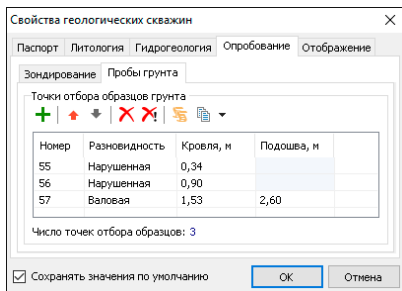 Свойства геологических скважин
Паспорт Литология Гидрогеология Опробование Отображение
Зондирование Пробы грунта
Точки отбора образцов грунта
Номер Разновидность Кровля, м Подошва, м
55 Нарушенная 0,34
56 Нарушенная 0,90
57 Валовая 1,53 2,60
Число точек отбора образцов: 3
Сохранять значения по умолчанию ОК Отмена